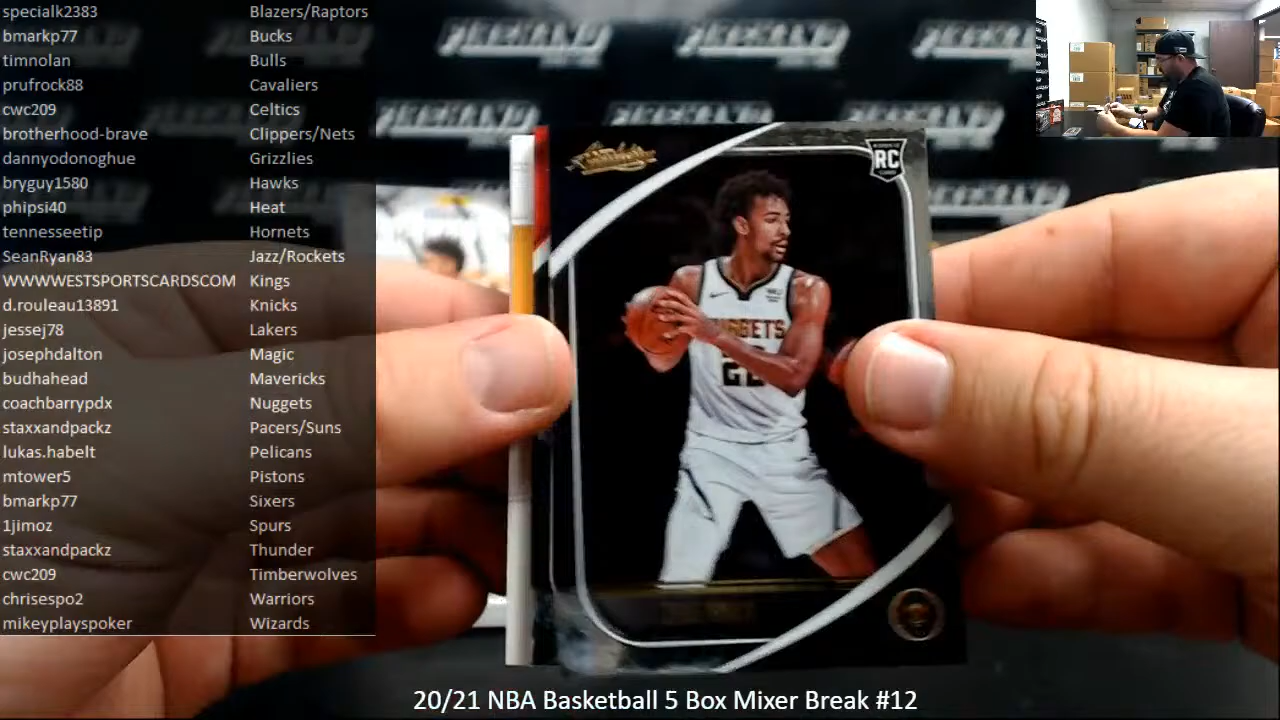 specialk2383 Blazers/Raptors
bmarkp77 Bucks
timnolan Bulls
prufrock88 Cavaliers
cwc209 Celtics
brotherhood-brave Clippers/Nets
dannyodonoghue Grizzlies
bryguy1580 Hawks
phipsi40 Heat
tennesseetip Hornets
SeanRyan83 Jazz/Rockets
WWWWESTSPORTSCARDSCOM Kings
d.rouleau13891 Knicks
jessej78 Lakers
josephdalton Magic
budhahead Mavericks
coachbarrypdx Nuggets
staxxandpackz Pacers/Suns
lukas.habelt Pelicans
mtower5 Pistons
bmarkp77 Sixers
1jimoz Spurs
staxxandpackz Thunder
cwc209 Timberwolves
chrisespo2 Warriors
mikeyplayspoker Wizards
RC
NUGGETS
20/21 NBA Basketball 5 Box Mixer Break #12